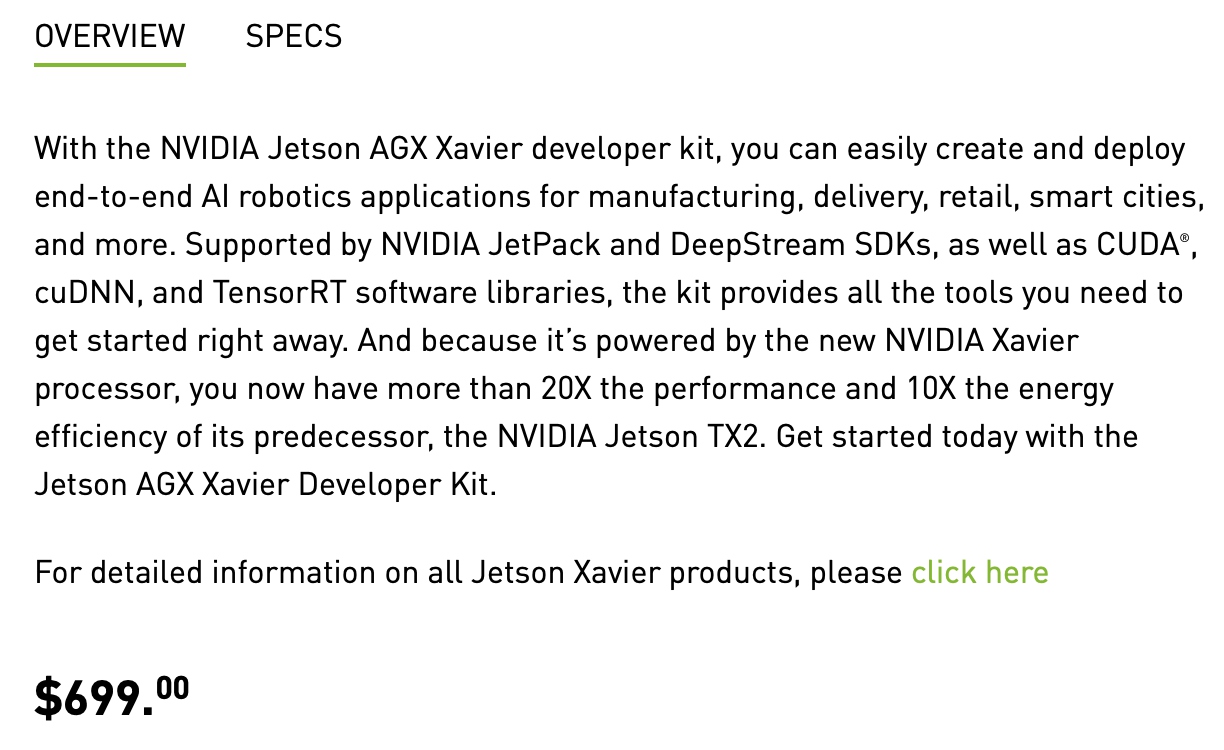 OVERVIEW SPECS
With the NVIDIA Jetson AGX Xavier developer kit, you can easily create and deploy
end-to-end AI robotics applications for manufacturing, delivery, retail, smart cities,
and more. Supported by NVIDIA JetPack and DeepStream SDKs, as well as CUDA®,
cuDNN, and TensorRT software libraries, the kit provides all the tools you need to
get started right away. And because it’s powered by the new NVIDIA Xavier
processor, you now have more than 20X the performance and 10X the energy
efficiency of its predecessor, the NVIDIA Jetson TX2. Get started today with the
Jetson AGX Xavier Developer Kit.
For detailed information on all Jetson Xavier products, please click here
$699.00